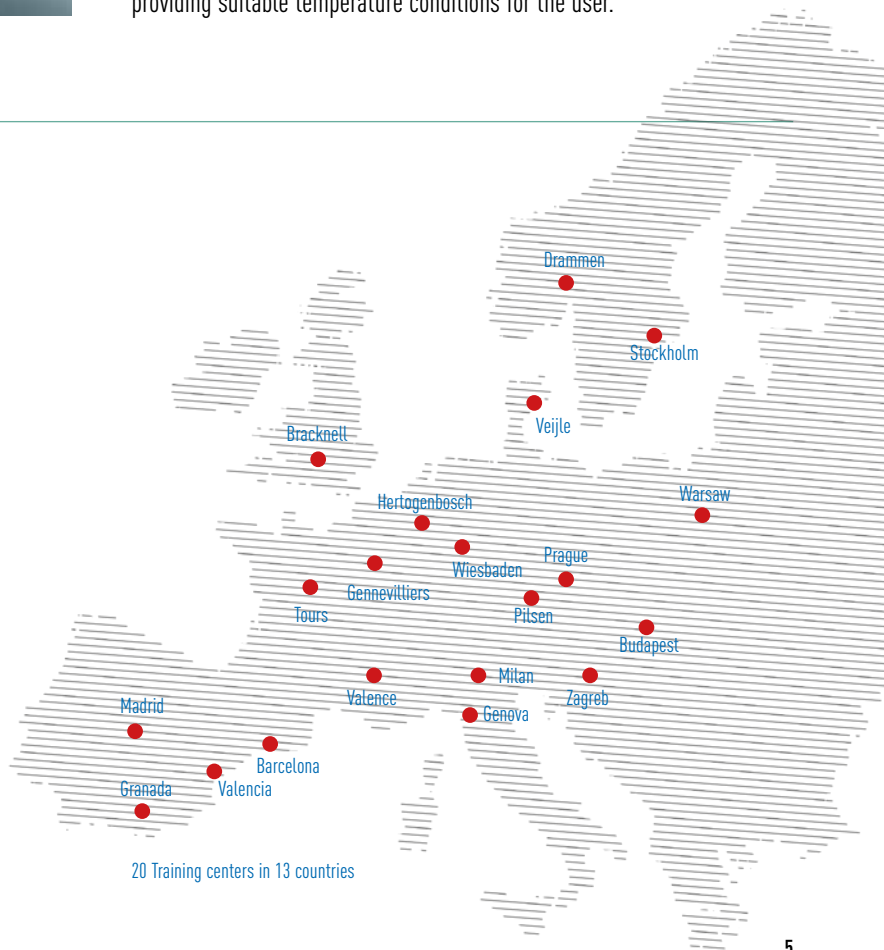 providing suitable temperature conditions for the user.
Drammen
Stockholm
Veijle
Bracknell
Warsaw
Hertogenbosch
Prague
Wiesbaden
Gennevilliers
Tours
Pilsen
Budapest
Milan
Valence
Zagreb
Madrid
Genova
Barcelona
Granada
Valencia
20 Training centers in 13 countries
5